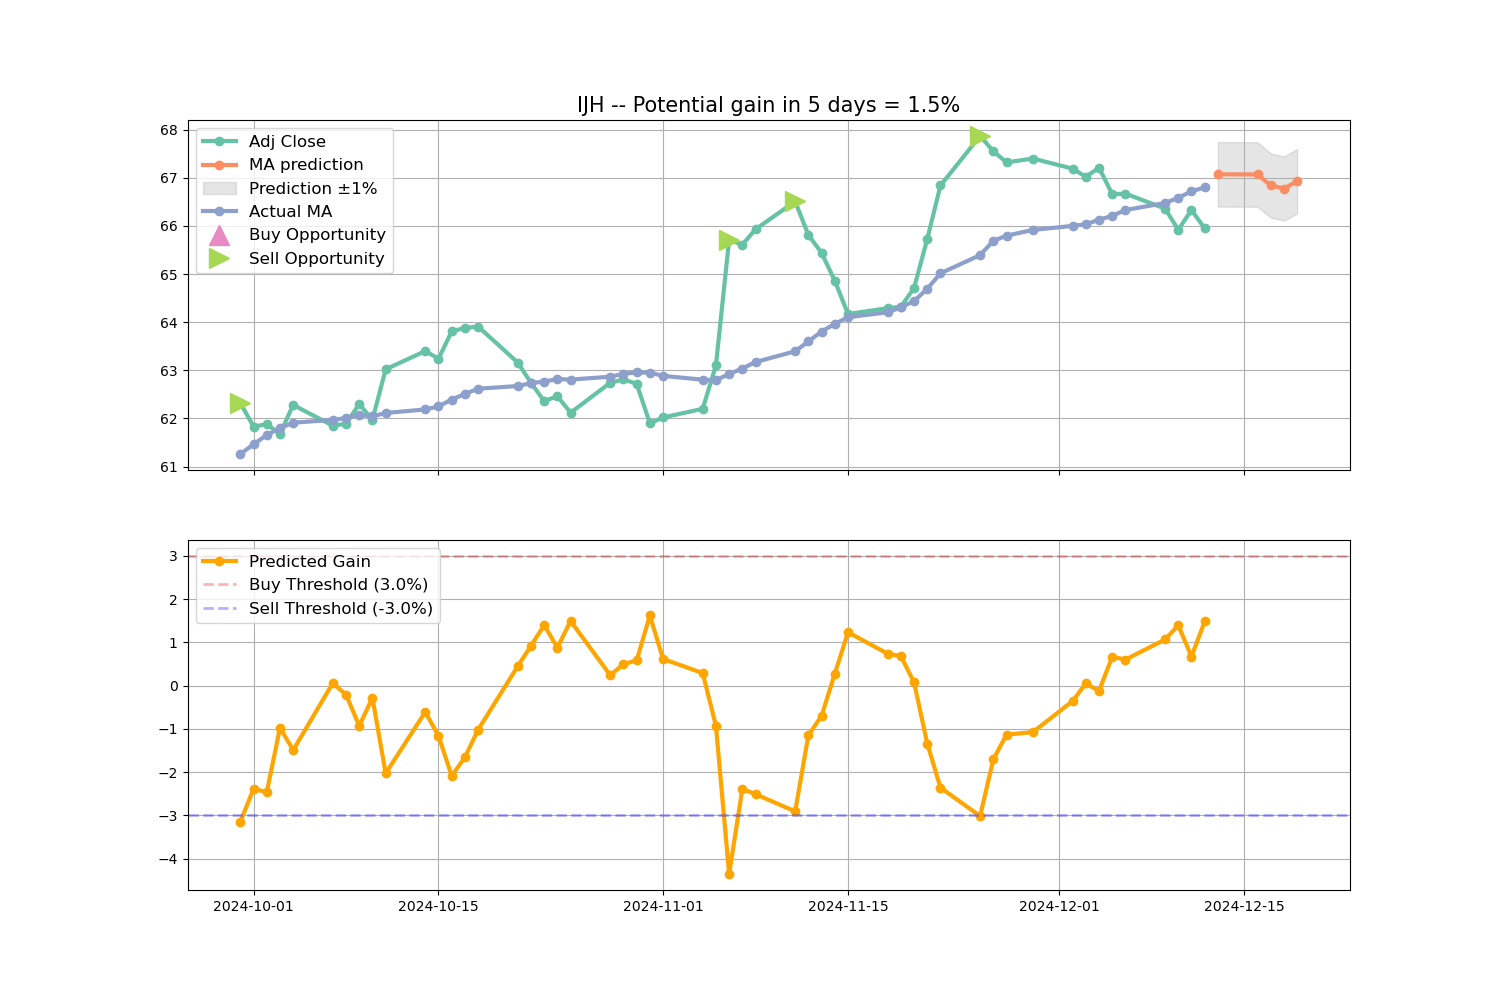 IJH -- Potential gain in 5 days = 1.5%
68
67
66
65
64
63
62
61
Adj Close
MA prediction
Prediction ±1%
Actual MA
Buy Opportunity
Sell Opportunity
3
2
1
0
−1
−2
−3
−4
Predicted Gain
Buy Threshold (3.0%)
Sell Threshold (-3.0%)
2024-10-01
2024-10-15
2024-11-01
2024-11-15
2024-12-01
2024-12-15